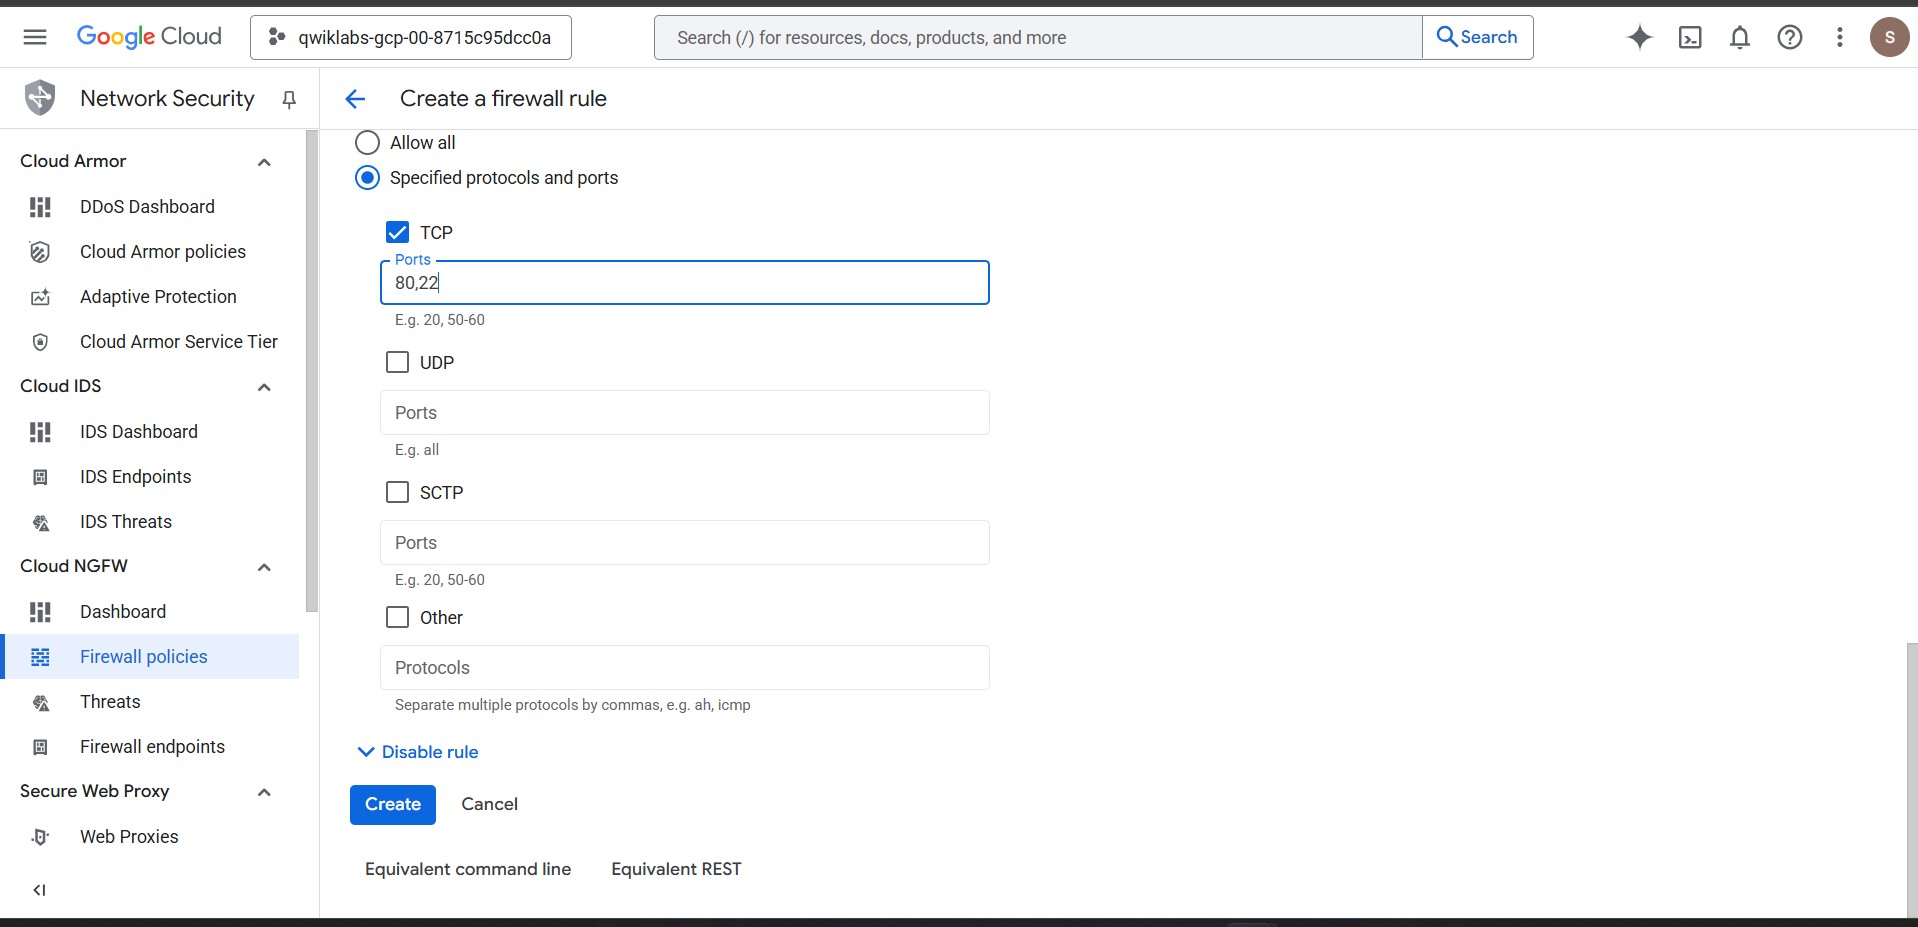 Google Cloud
qwiklabs-gcp-00-8715c95dcc0a
Search (/) for resources, docs, products, and more
Search
S
Network Security
Create a firewall rule
Cloud Armor
DDoS Dashboard
Cloud Armor policies
Adaptive Protection
Cloud Armor Service Tier
Cloud IDS
IDS Dashboard
IDS Endpoints
IDS Threats
Cloud NGFW
Dashboard
Firewall policies
Threats
Firewall endpoints
Secure Web Proxy
Web Proxies
Allow all
Specified protocols and ports
TCP
Ports
80,22
E.g. 20, 50-60
UDP
Ports
E.g. all
SCTP
Ports
E.g. 20, 50-60
Other
Protocols
Separate multiple protocols by commas, e.g. ah, icmp
Disable rule
Create
Cancel
Equivalent command line
Equivalent REST